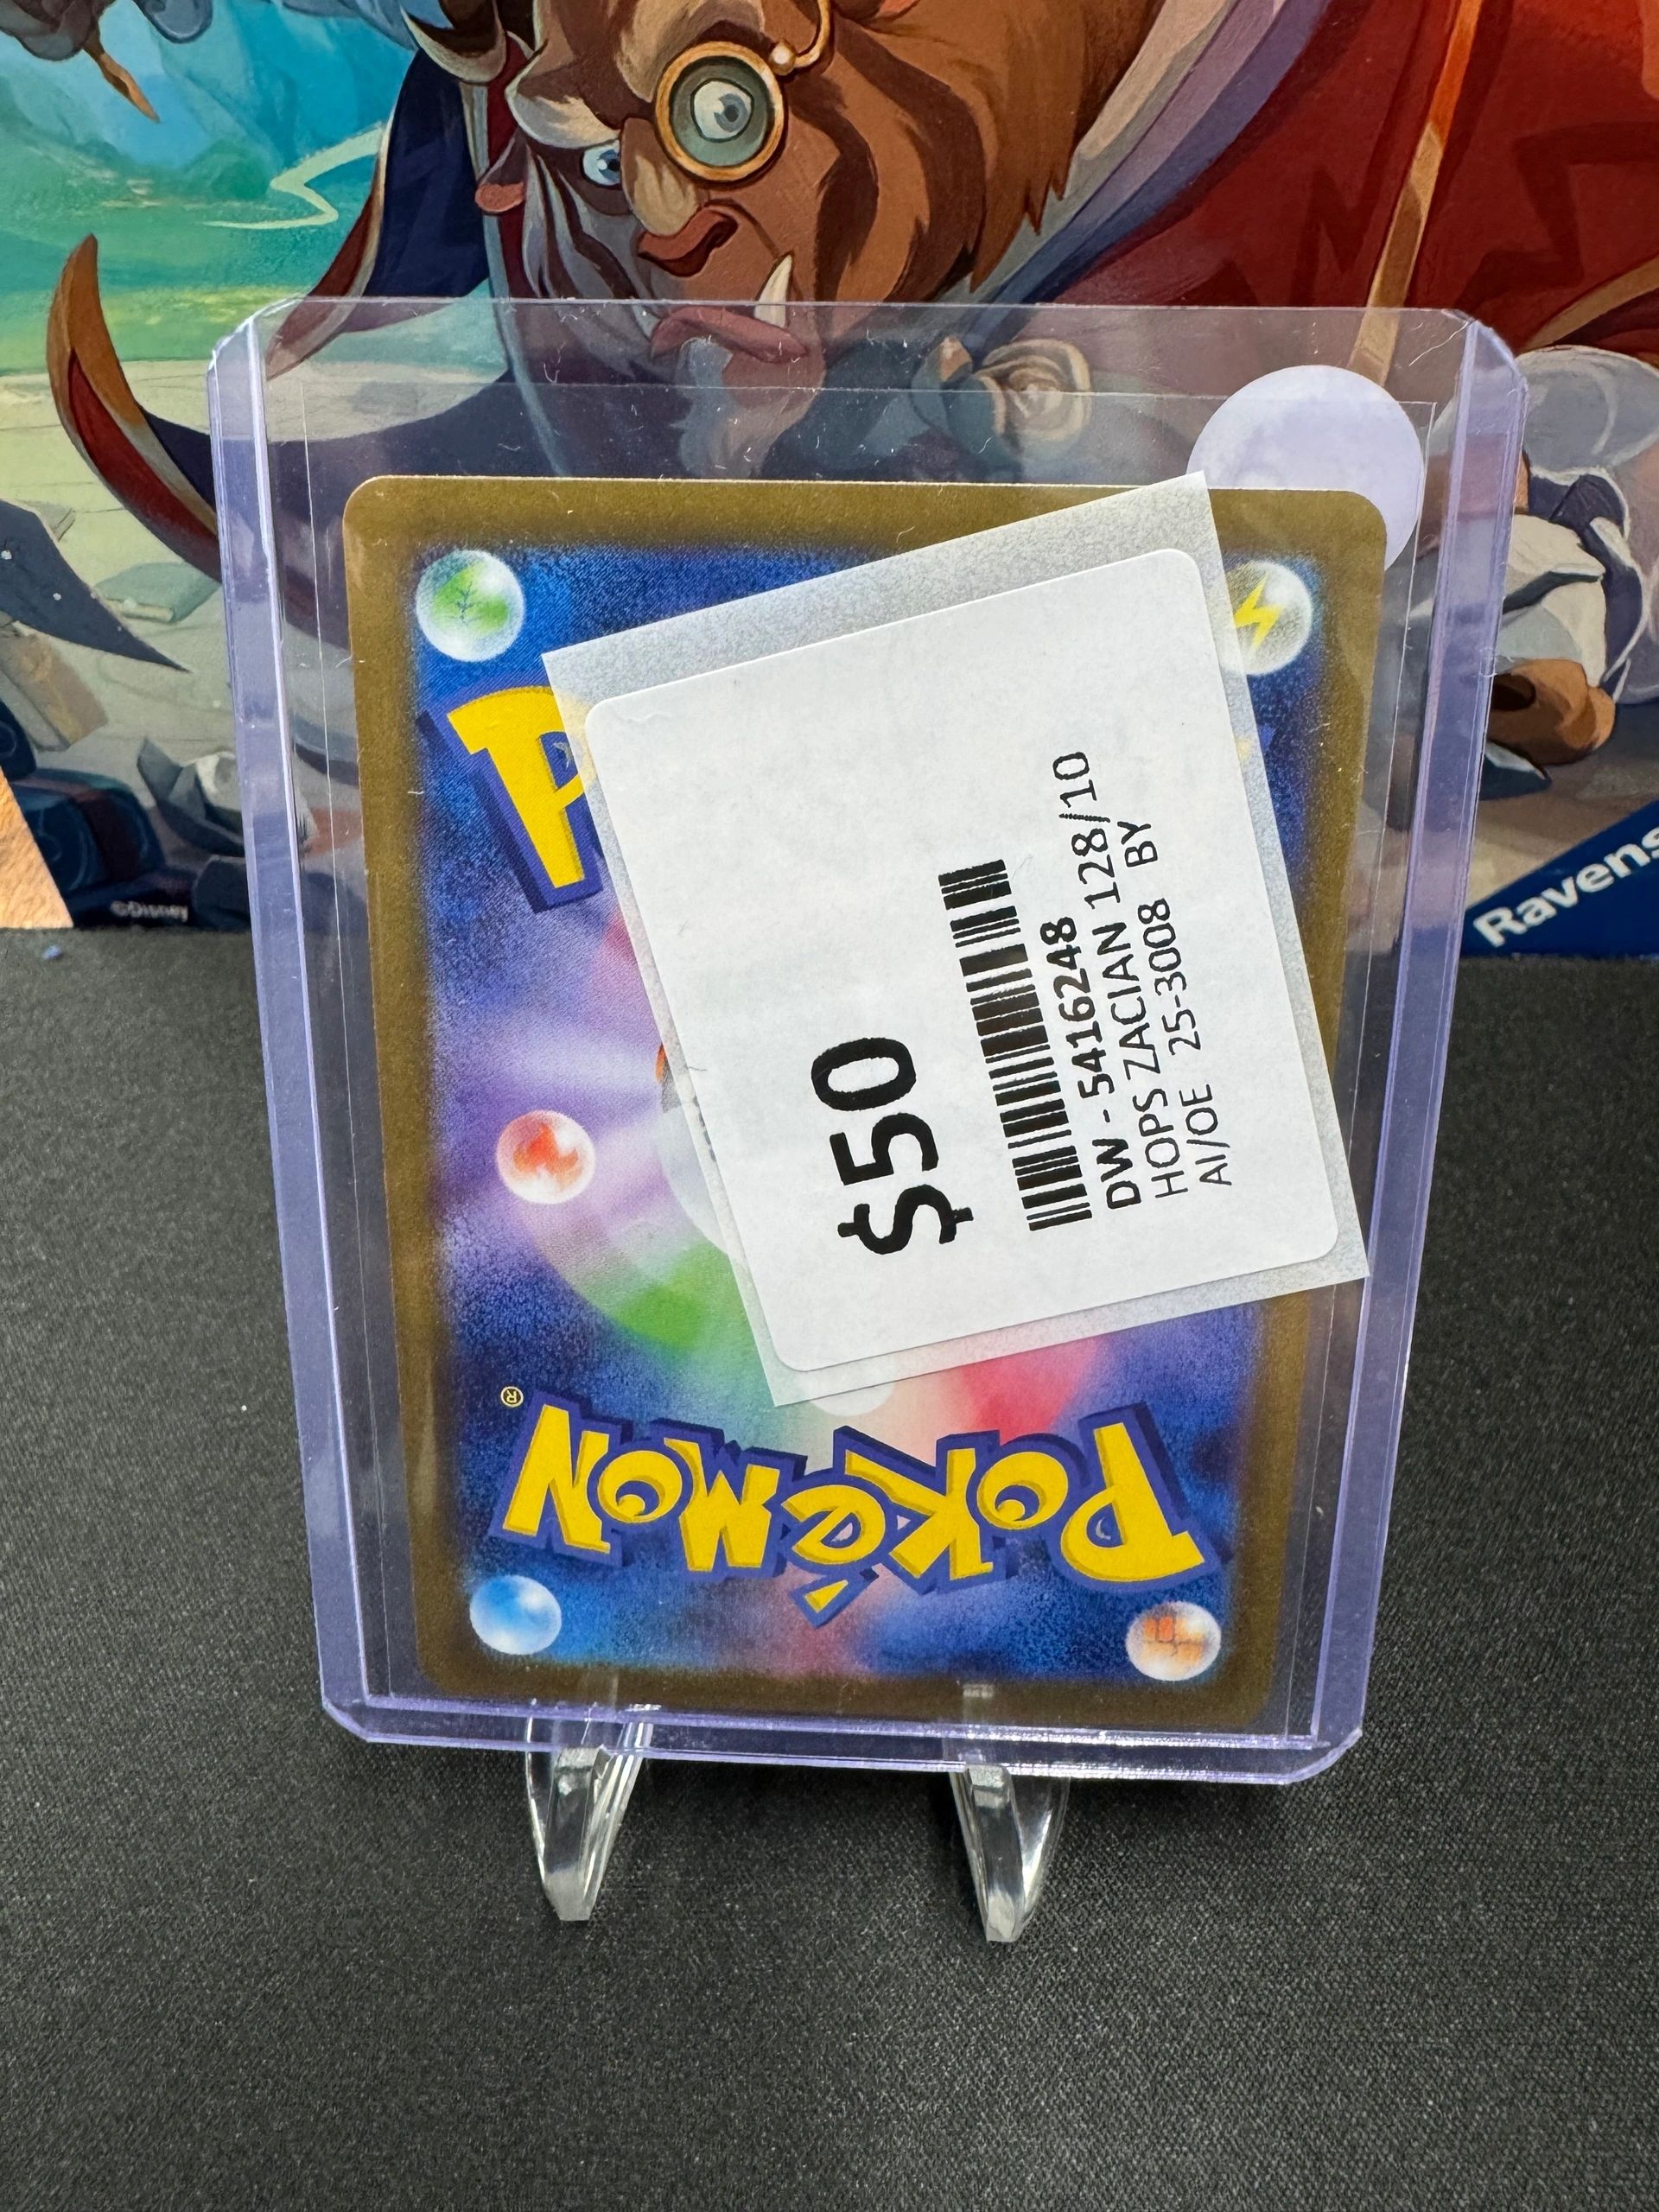 ©Disney
Ravens
P
$50
DW - 5416248
HOPS ZACIAN 128/10
AI/OE 25-3008 BY
POKéMON®